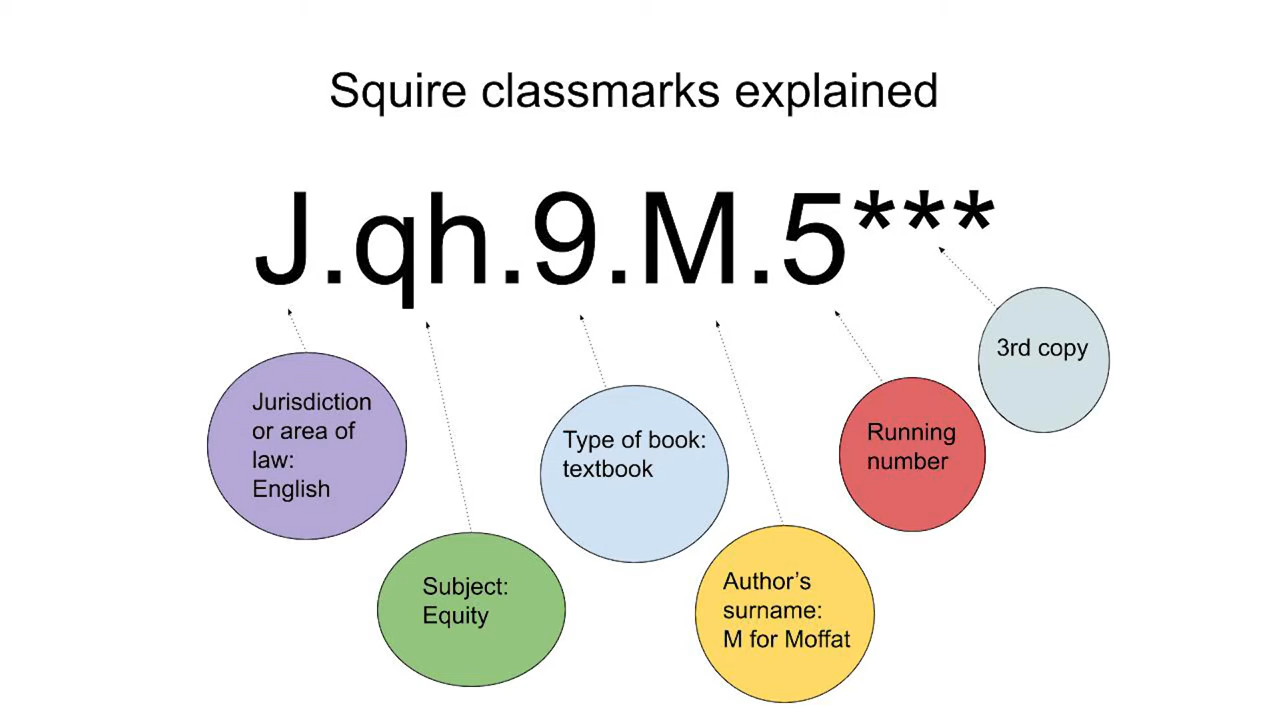 Squire classmarks explained
J.qh.9.M.5***
3rd copy
Jurisdiction
or area of
law:
English
Type of book:
textbook
Running
number
Subject:
Equity
Author’s
surname:
M for Moffat